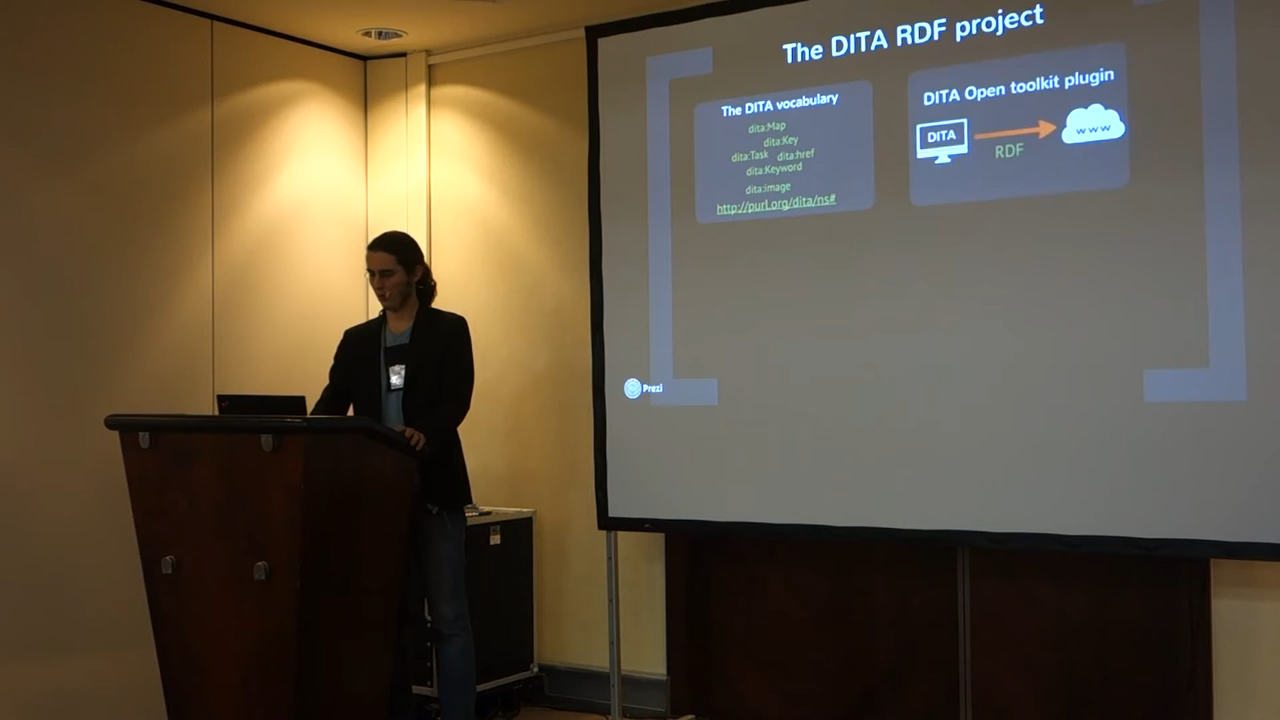 The DITA RDF project
The DITA vocabulary
dita:Map
dita:Key
dita:Task dita:href
dita:Keyword
dita:image
http://purl.org/dita/ns#
DITA Open toolkit plugin
DITA
RDF
www
Prezi